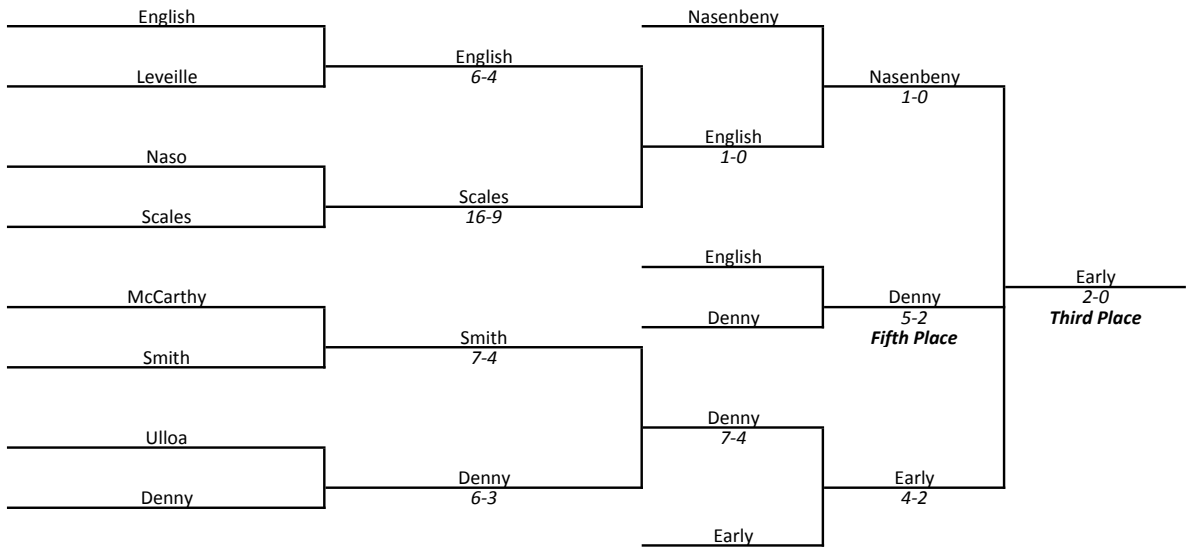 English
Nasenbeny
English
6-4
Leveille
Nasenbeny
1-0
English
1-0
Naso
Scales
16-9
Scales
English
Early
2-0
Third Place
McCarthy
Denny
5-2
Fifth Place
Denny
Smith
7-4
Smith
Denny
7-4
Ulloa
Denny
6-3
Early
4-2
Denny
Early